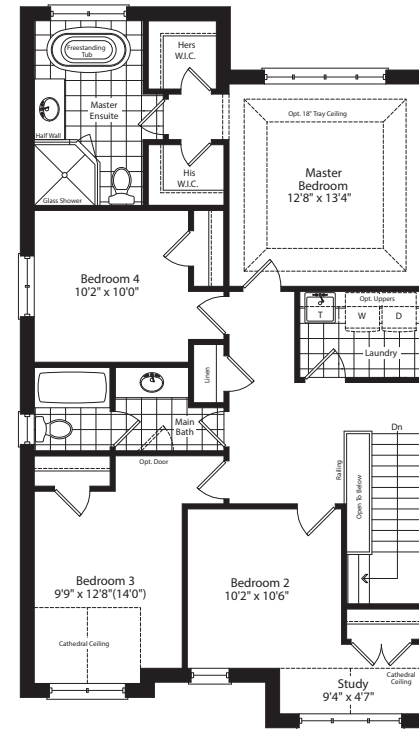 Freestanding
Tub
Hers
W.I.C.
Master
Ensuite
Half Wall
Glass Shower
His
W.I.C.
Opt. 18" Tray Ceiling
Master
Bedroom
12'8" x 13'4"
Bedroom 4
10'2" x 10'0"
Opt. Uppers
T
W
D
Laundry
Linen
Main
Bath
Opt. Door
Dn
Railing
Open To Below
Bedroom 3
9'9" x 12'8"(14'0")
Cathedral Ceiling
Bedroom 2
10'2" x 10'6"
Cathedral
Ceiling
Study
9'4" x 4'7"